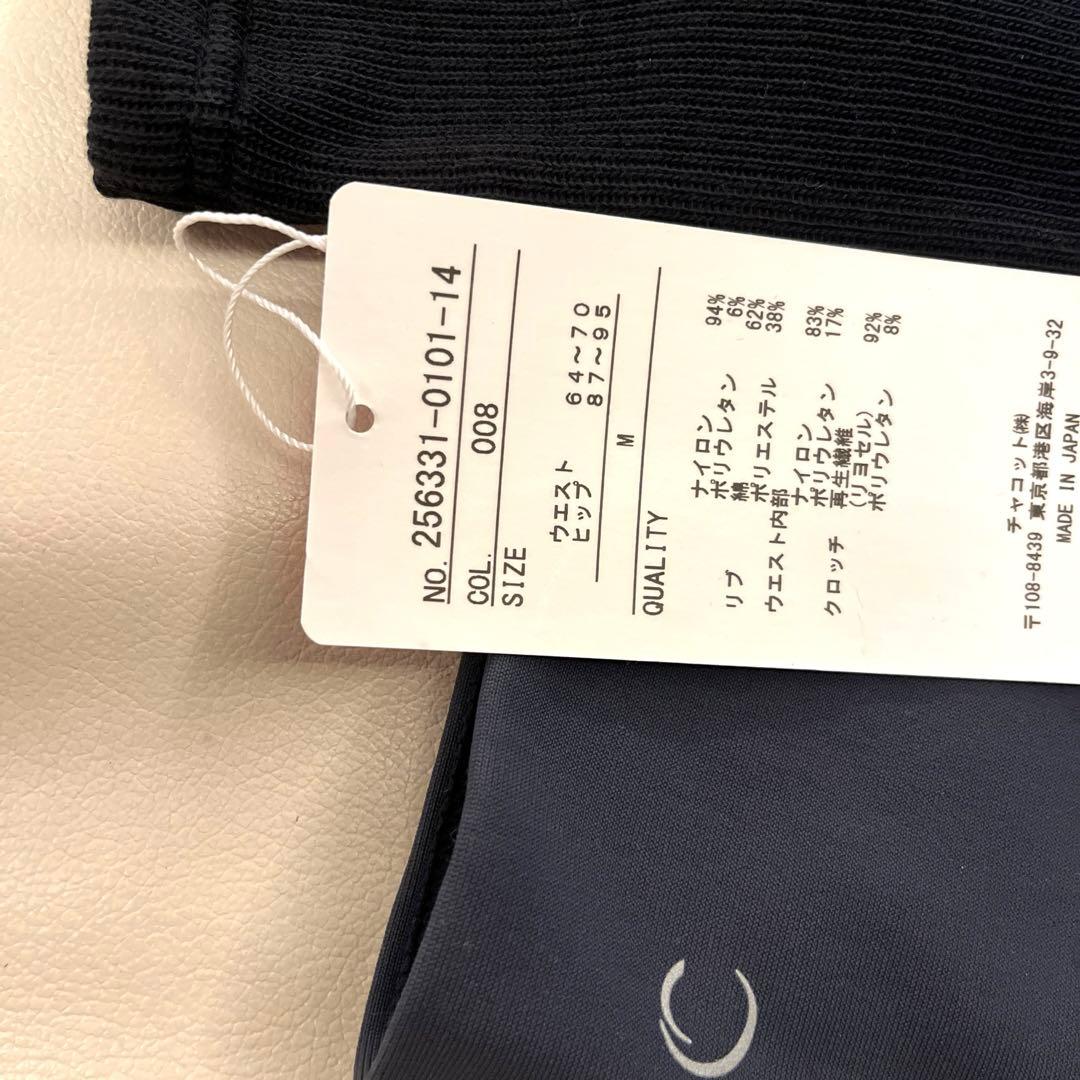 NO. 256331-0101-14
COL. 008
SIZE
ウエスト 64～70
ヒップ 87～95
M
QUALITY
ナイロン 94%
ポリウレタン 6%
リブ 綿 62%
ポリエステル 38%
ウエスト内部 ナイロン 83%
ポリウレタン 17%
クロッチ 再生繊維
(リヨセル) 92%
ポリウレタン 8%
チャコット㈱
〒108-8439 東京都港区海岸3-9-32
MADE IN JAPAN